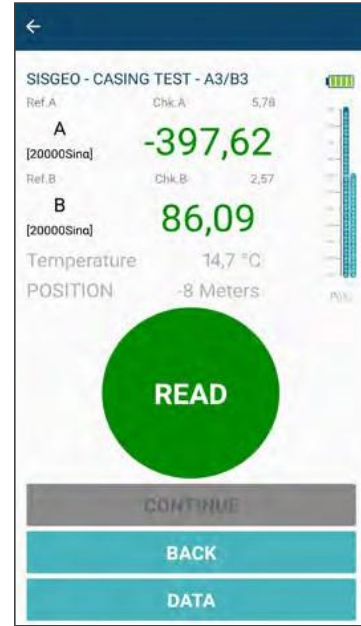 SISGEO - CASING TEST - A3/B3
Ref.A Chk.A 5,78
A
[20000Sinα] -397,62
Ref.B Chk.B 2,57
B
[20000Sinα] 86,09
Temperature 14,7 °C
POSITION -8 Meters
READ
CONTINUE
BACK
DATA